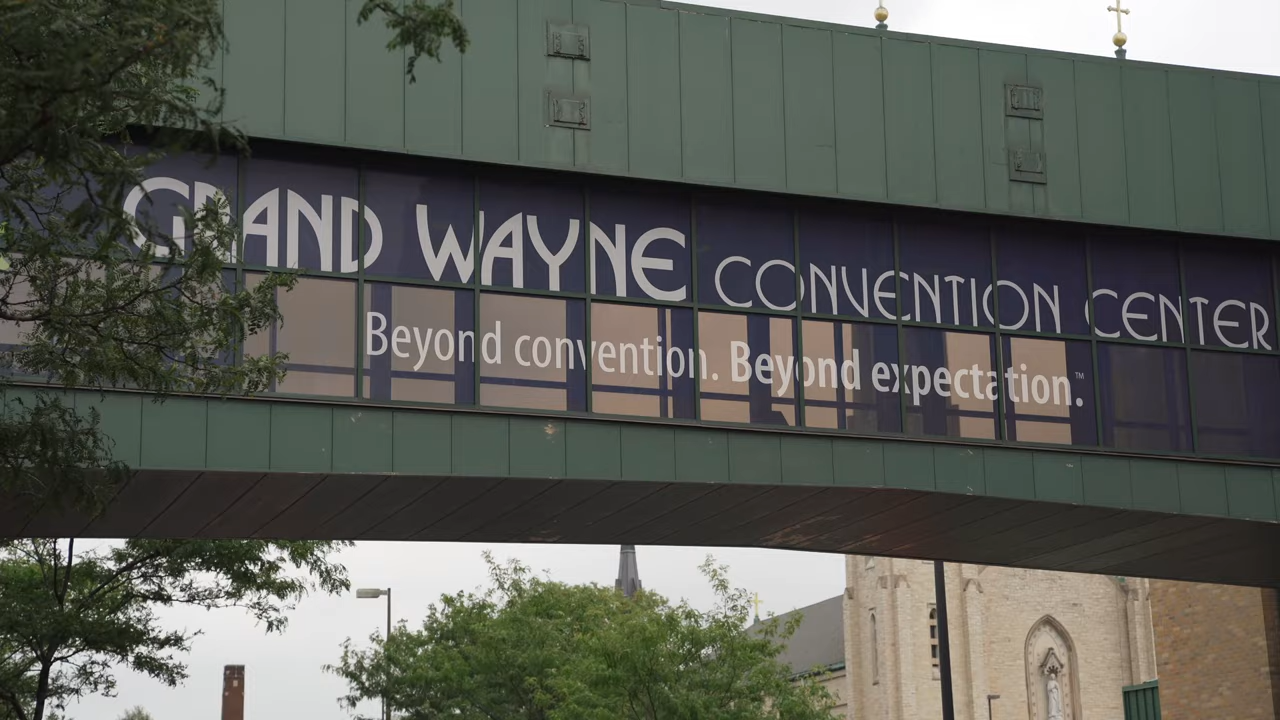 GRAND WAYNE CONVENTION CENTER
Beyond convention. Beyond expectation.™